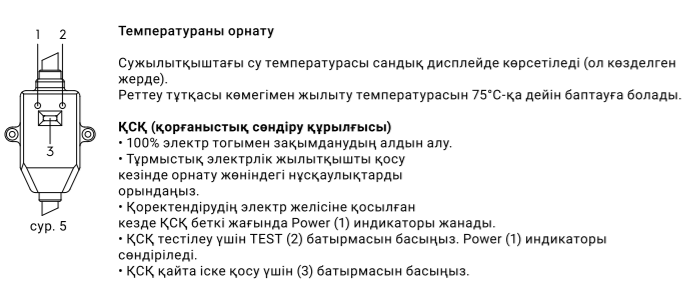 Температураны орнату
Сужылытқыштағы су температурасы сандық дисплейде көрсетіледі (ол көзделген
жерде).
Реттеу тұтқасы көмегімен жылыту температурасын 75°С-қа дейін баптауға болады.
ҚСҚ (қорғаныстық сөндіру құрылғысы)
• 100% электр тогымен зақымданудың алдын алу.
• Тұрмыстық электрлік жылытқышты қосу
кезінде орнату жөніндегі нұсқаулықтарды
орындаңыз.
• Қоректендірудің электр желісіне қосылған
кезде ҚСҚ беткі жағында Power (1) индикаторы жанады.
• ҚСҚ тестілеу үшін TEST (2) батырмасын басыңыз. Power (1) индикаторы
сөндіріледі.
• ҚСҚ қайта іске қосу үшін (3) батырмасын басыңыз.
1 2
3
сур. 5